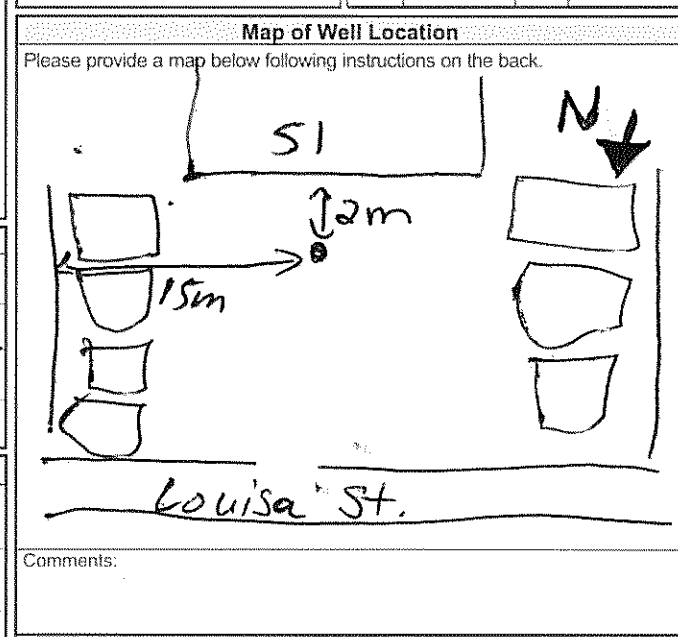 Map of Well Location
Please provide a map below following instructions on the back.
N
51
2m
15m
Louisa St.
Comments: